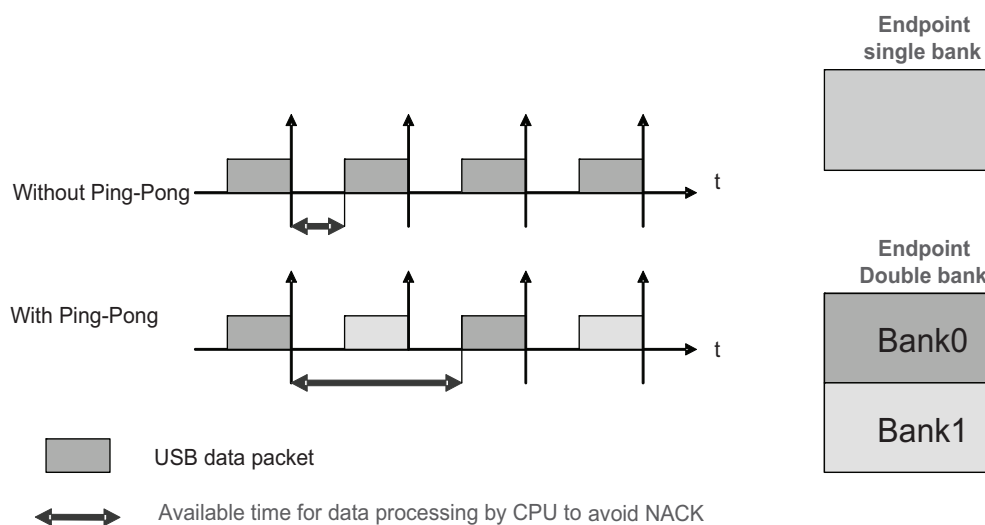 Endpoint
single bank
Without Ping-Pong
t
Endpoint
Double bank
With Ping-Pong
t
Bank0
Bank1
USB data packet
Available time for data processing by CPU to avoid NACK